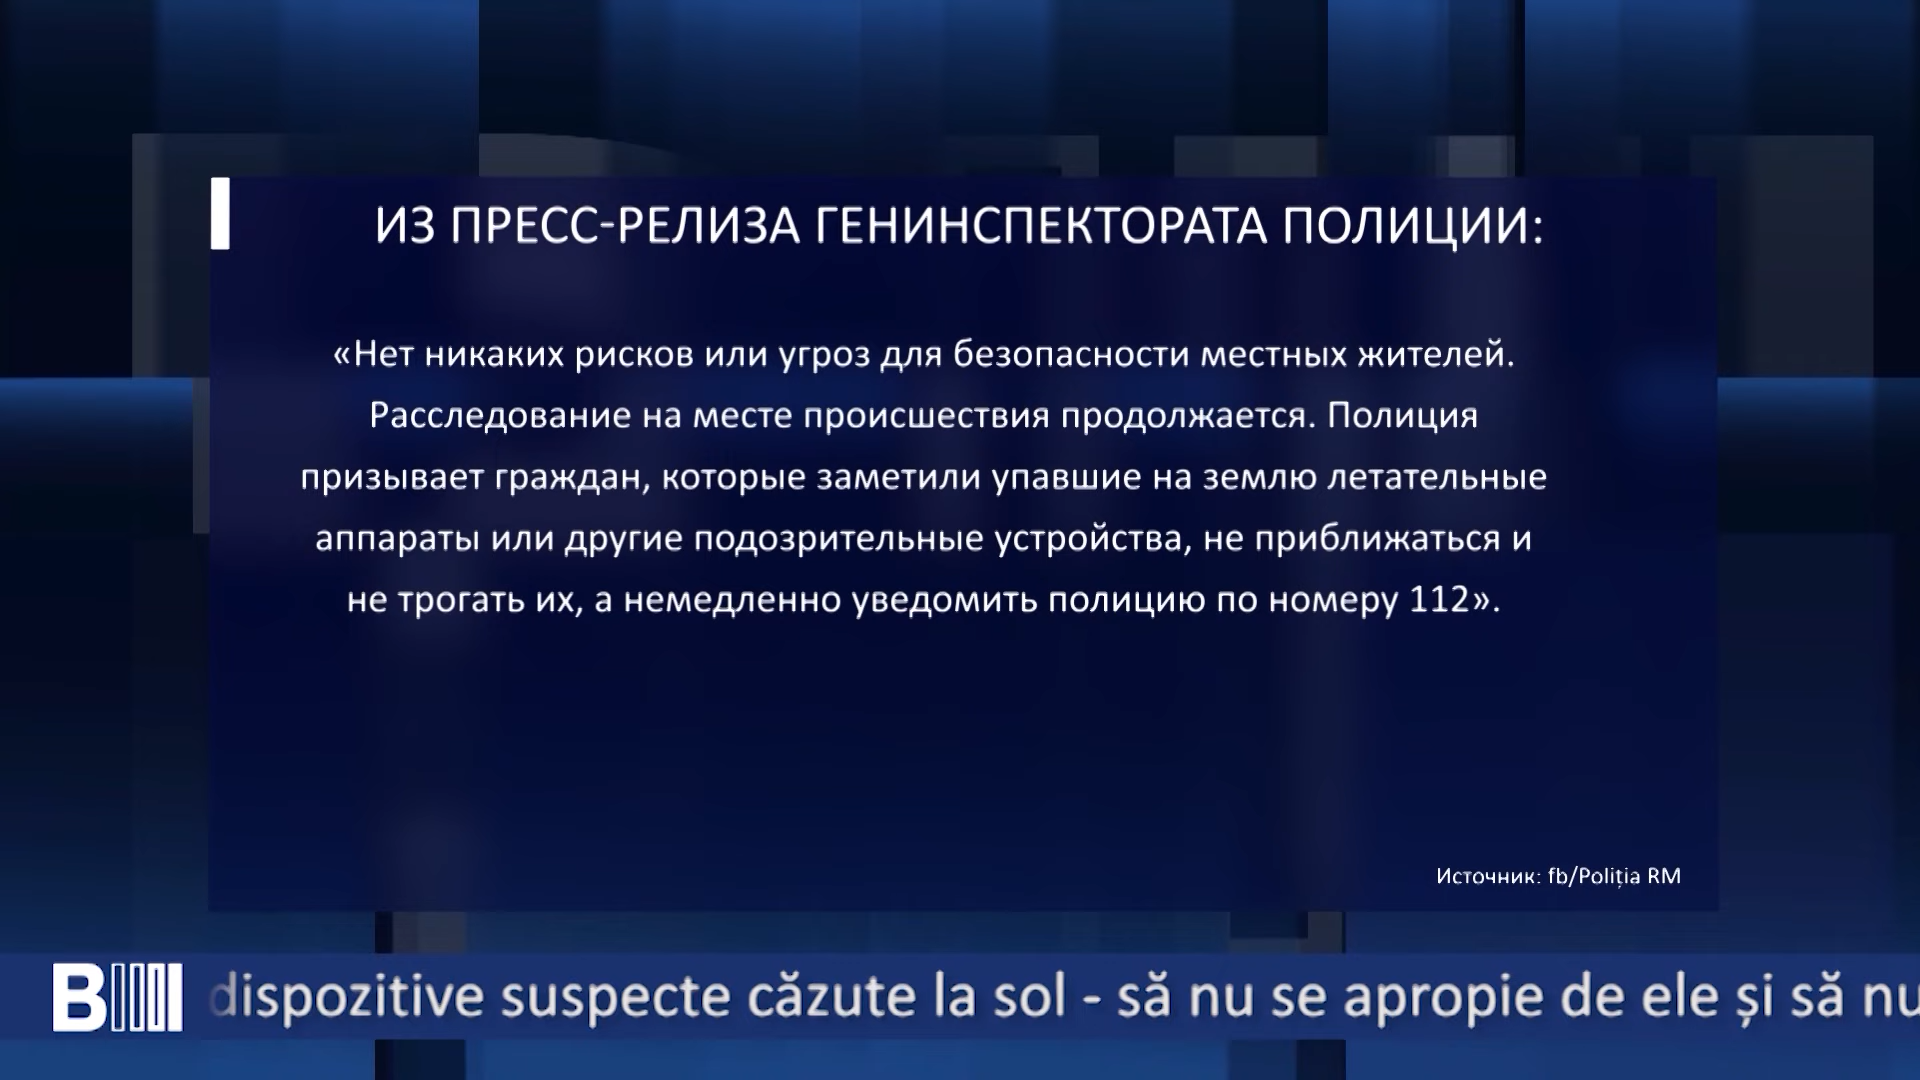 ИЗ ПРЕСС-РЕЛИЗА ГЕНИНСПЕКТОРАТА ПОЛИЦИИ:
«Нет никаких рисков или угроз для безопасности местных жителей.
Расследование на месте происшествия продолжается. Полиция
призывает граждан, которые заметили упавшие на землю летательные
аппараты или другие подозрительные устройства, не приближаться и
не трогать их, а немедленно уведомить полицию по номеру 112».
Источник: fb/Poliția RM
B dispozitive suspecte căzute la sol - să nu se apropie de ele și să nu